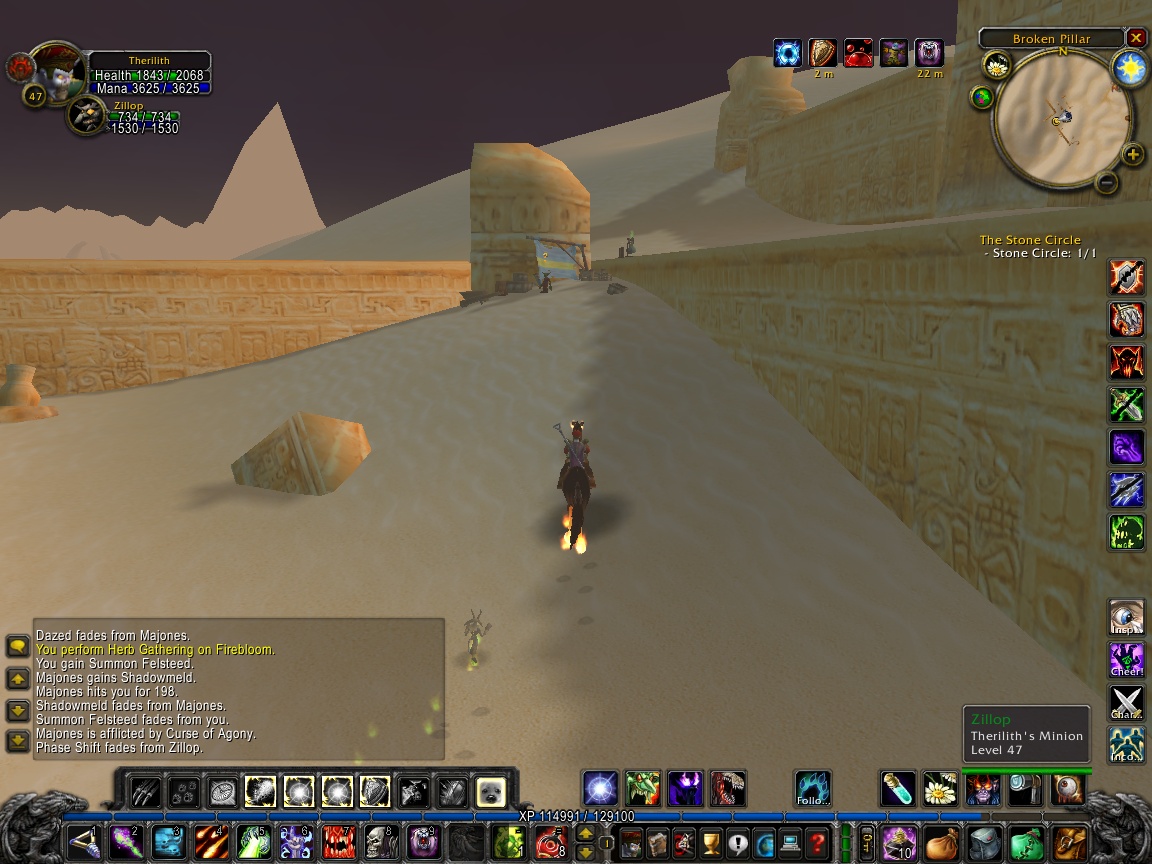 Therilith
Health 1843 / 2068
Mana 3625 / 3625
47
Zillop
734 / 734
1530 / 1530
2 m
22 m
Broken Pillar
N
The Stone Circle
- Stone Circle: 1/1
Dazed fades from Majones.
You perform Herb Gathering on Firebloom.
You gain Summon Felsteed.
Majones gains Shadowmeld.
Majones hits you for 198.
Shadowmeld fades from Majones.
Summon Felsteed fades from you.
Majones is afflicted by Curse of Agony.
Phase Shift fades from Zillop.
Insp
Cheer!
Char...
Inc.d...
Zillop
Therilith's Minion
Level 47
Follo...
XP 114991 / 129100
1 2 3 4 5 6 7 8 9
8
1
10